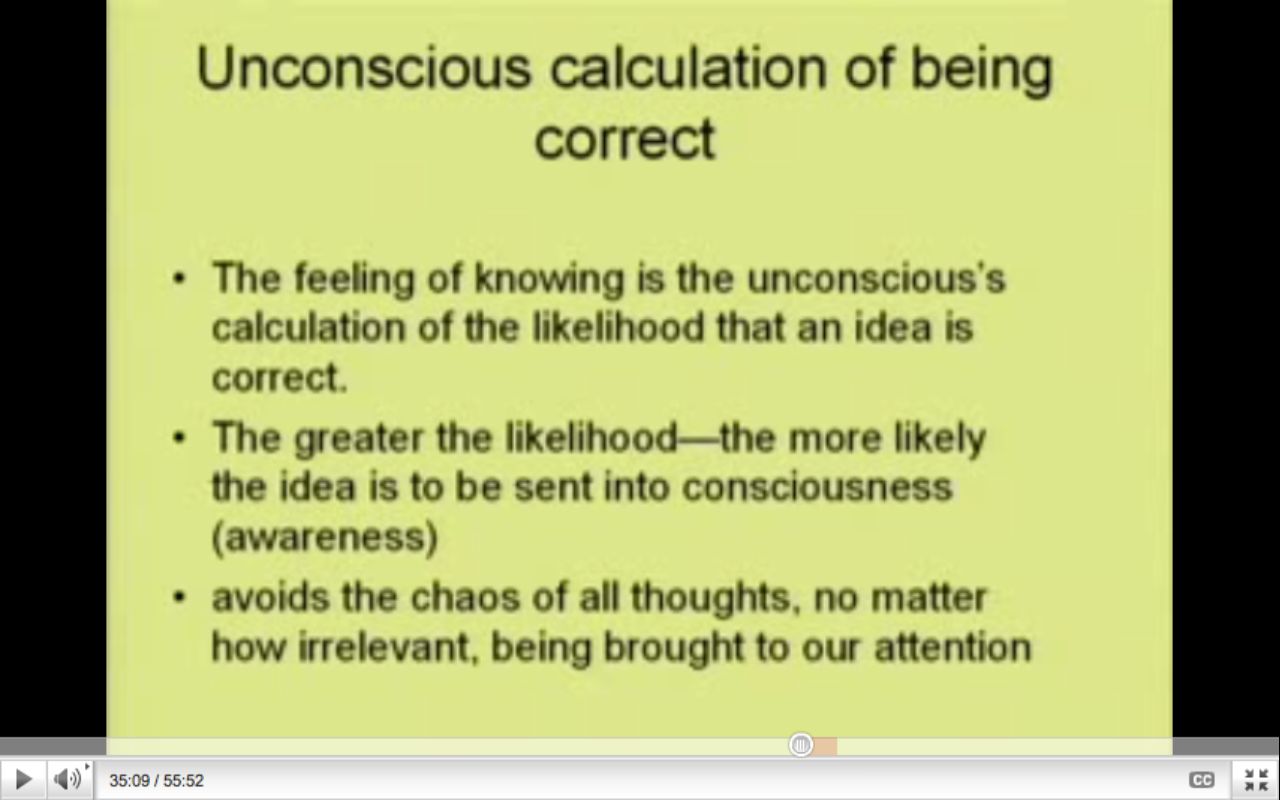 Unconscious calculation of being
correct
• The feeling of knowing is the unconscious's
calculation of the likelihood that an idea is
correct.
• The greater the likelihood—the more likely
the idea is to be sent into consciousness
(awareness)
• avoids the chaos of all thoughts, no matter
how irrelevant, being brought to our attention
35:09 / 55:52
CC